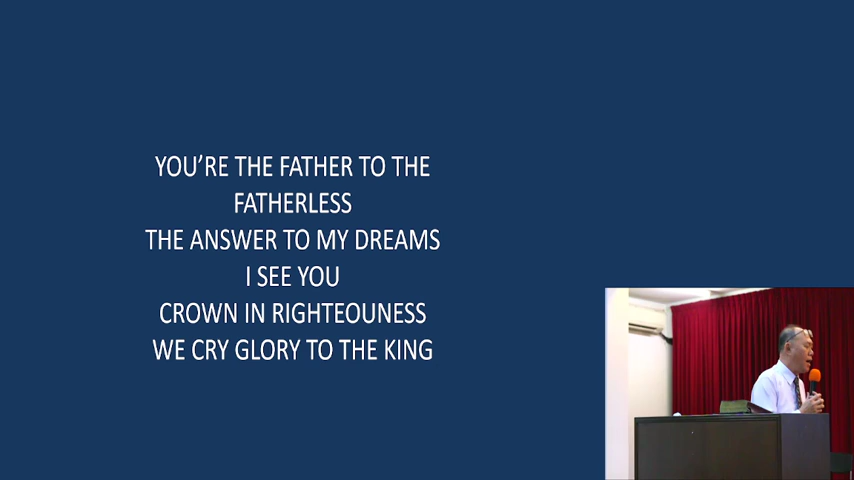 YOU’RE THE FATHER TO THE
FATHERLESS
THE ANSWER TO MY DREAMS
I SEE YOU
CROWN IN RIGHTEOUNESS
WE CRY GLORY TO THE KING